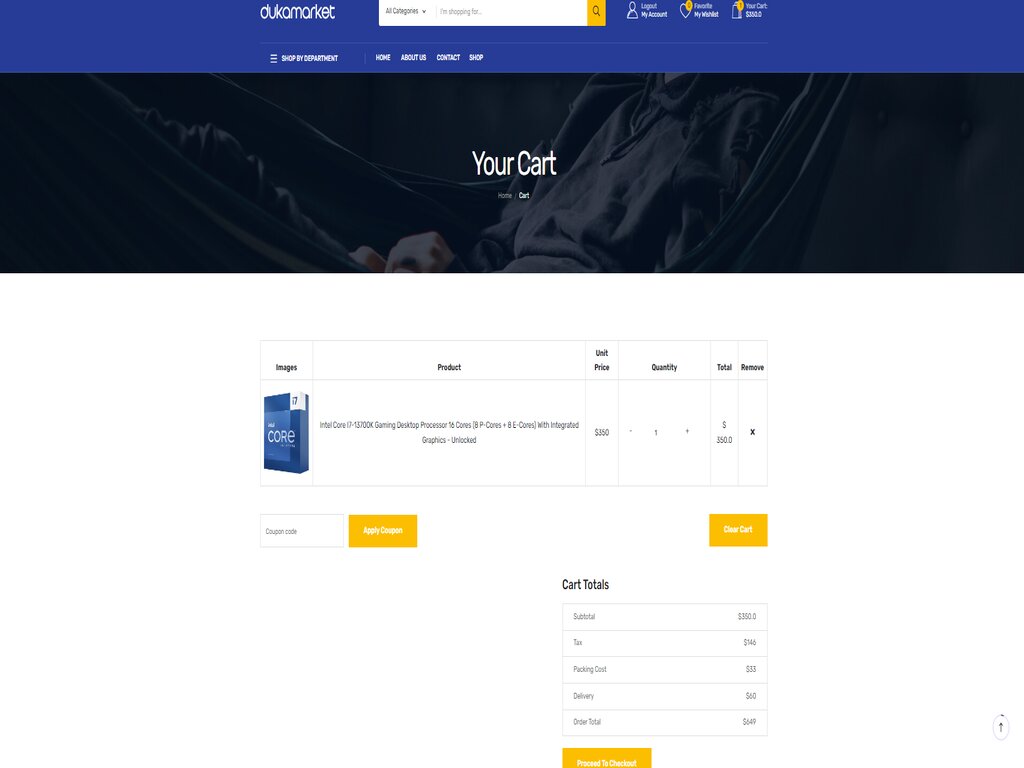 dukamarket
All Categories
I'm shopping for...
Logout
My Account
0
Favorite
My Wishlist
1
Your Cart:
$350.0
SHOP BY DEPARTMENT
HOME
ABOUT US
CONTACT
SHOP
Your Cart
Home / Cart
Images
Product
Unit
Price
Quantity
Total
Remove
i7
intel
CORE
Intel Core I7-13700K Gaming Desktop Processor 16 Cores (8 P-Cores + 8 E-Cores) With Integrated
Graphics - Unlocked
$350
-
1
+
$
350.0
x
Coupon code
Apply Coupon
Clear Cart
Cart Totals
Subtotal $350.0
Tax $146
Packing Cost $33
Delivery $60
Order Total $649
Proceed To Checkout